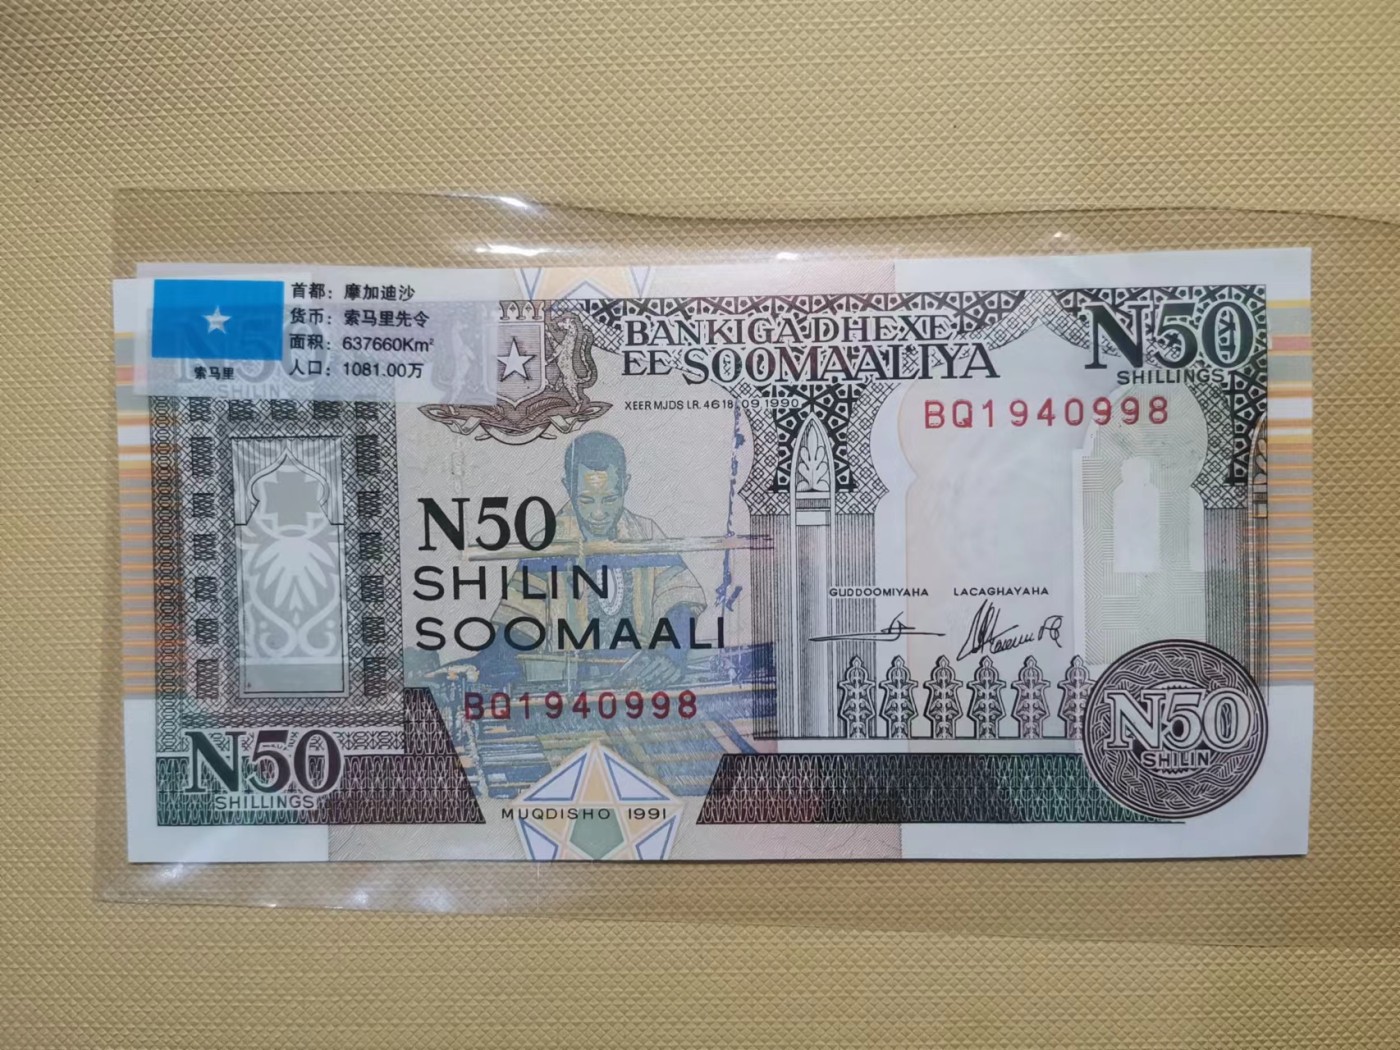 首都：摩加迪沙
货币：索马里先令
面积：637660Km²
人口：1081.00万
索马里
BANKIGA DHEXE
EE SOOMAALIYA
XEER MJDS LR. 46 18.09.1990
N50
SHILLINGS
BQ1940998
N50
SHILIN
SOOMAALI
GUDDOOMIYAHA LACAGHAYAHA
BQ1940998
N50
SHILLINGS
N50
SHILIN
MUQDISHO 1991